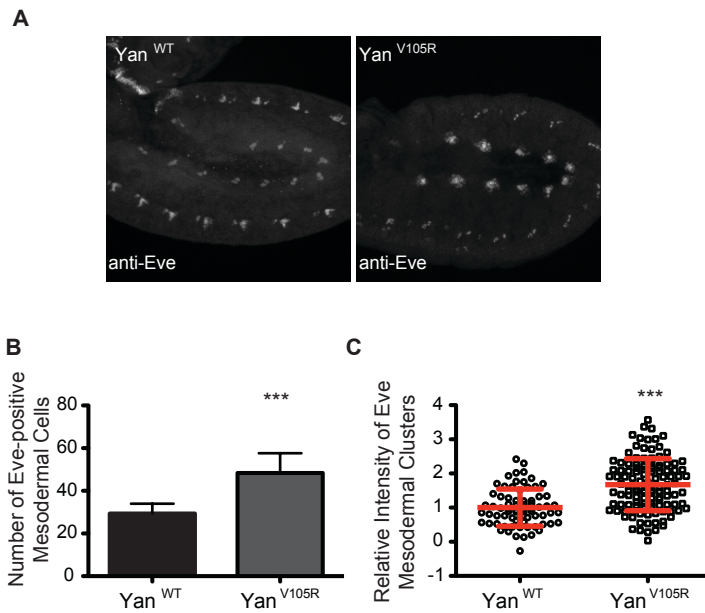 A
Yan WT
Yan V105R
anti-Eve
anti-Eve
B
Number of Eve-positive
Mesodermal Cells
80
60
40
20
0
***
Yan WT
Yan V105R
C
Relative Intensity of Eve
Mesodermal Clusters
4
3
2
1
0
-1
***
Yan WT
Yan V105R